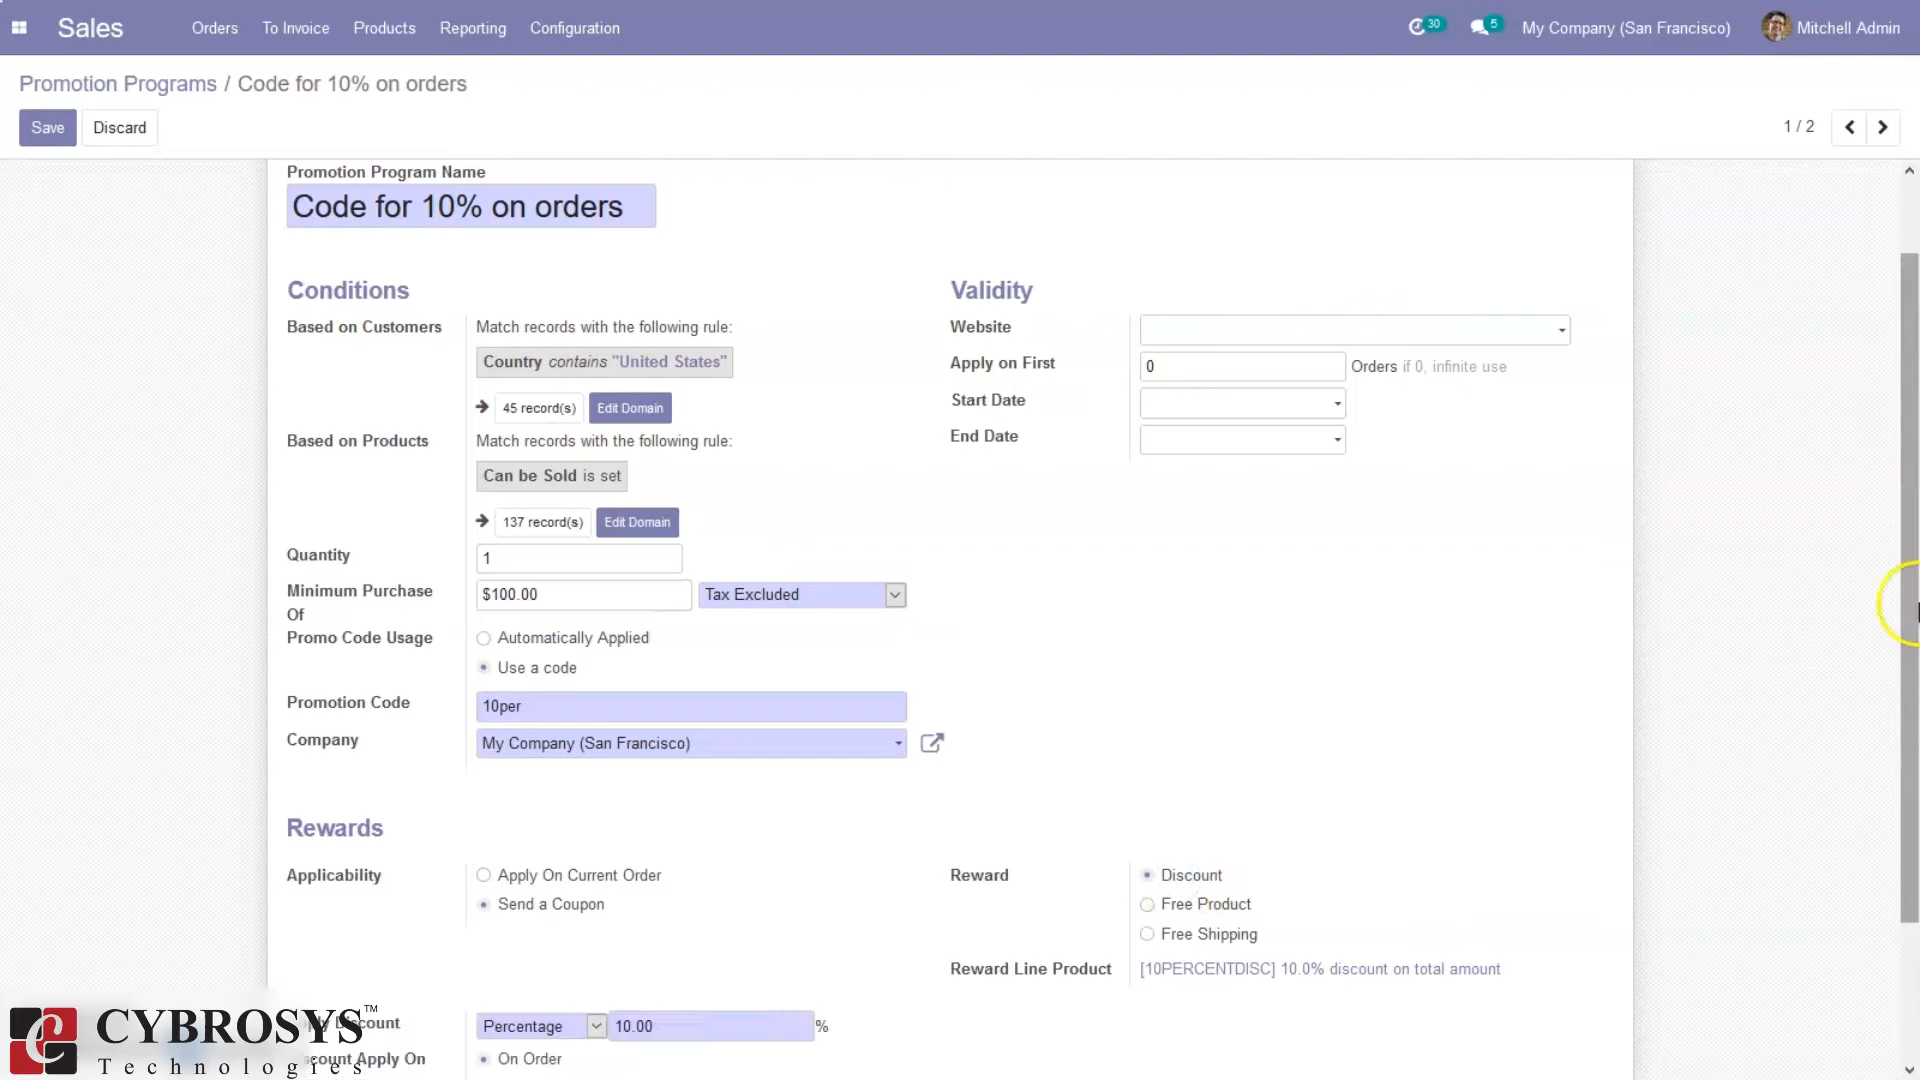 Sales
Orders
To Invoice
Products
Reporting
Configuration
30
5
My Company (San Francisco)
Mitchell Admin
Promotion Programs / Code for 10% on orders
Save
Discard
1 / 2
Promotion Program Name
Code for 10% on orders
Conditions
Based on Customers
Match records with the following rule:
Country contains "United States"
45 record(s)
Edit Domain
Based on Products
Match records with the following rule:
Can be Sold is set
137 record(s)
Edit Domain
Quantity
1
Minimum Purchase Of
$100.00
Tax Excluded
Promo Code Usage
Automatically Applied
Use a code
Promotion Code
10per
Company
My Company (San Francisco)
Validity
Website
Apply on First
0
Orders if 0, infinite use
Start Date
End Date
Rewards
Applicability
Apply On Current Order
Send a Coupon
Reward
Discount
Free Product
Free Shipping
Reward Line Product
[10PERCENTDISC] 10.0% discount on total amount
Discount
Percentage
10.00
%
Apply On
On Order
CYBROSYS™
Technologies